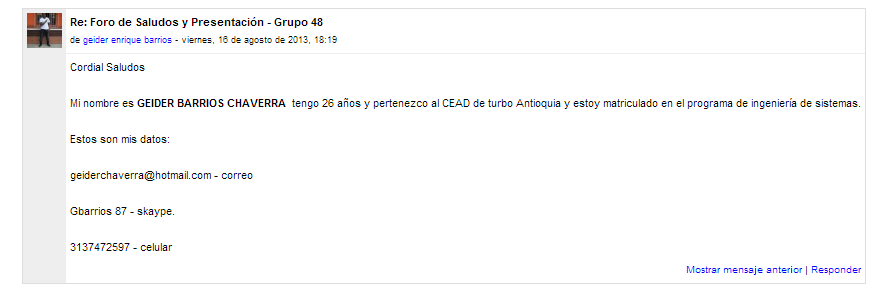 Re: Foro de Saludos y Presentación - Grupo 48
de geider enrique barrios - viernes, 16 de agosto de 2013, 18:19
Cordial Saludos
Mi nombre es GEIDER BARRIOS CHAVERRA tengo 26 años y pertenezco al CEAD de turbo Antioquia y estoy matriculado en el programa de ingeniería de sistemas.
Estos son mis datos:
geiderchaverra@hotmail.com - correo
Gbarrios 87 - skaype.
3137472597 - celular
Mostrar mensaje anterior | Responder